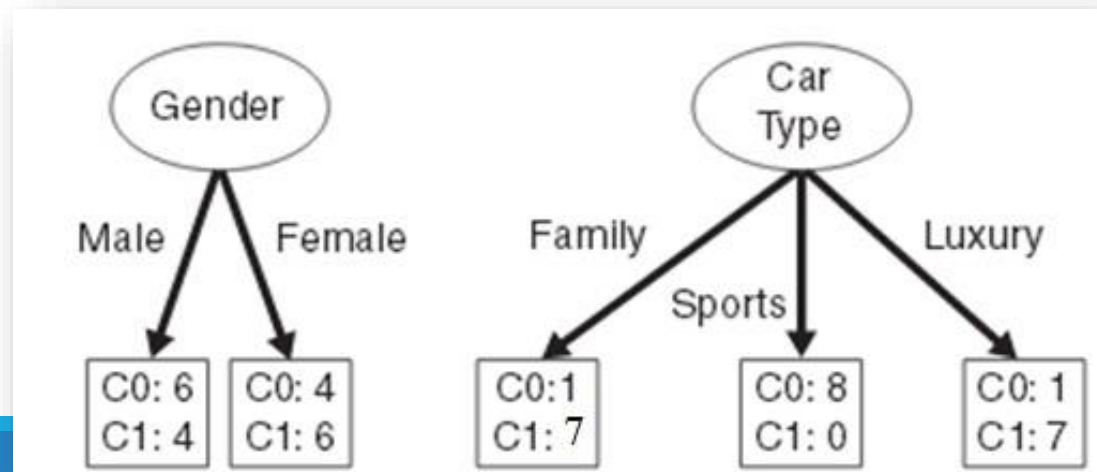 Gender
Male
Female
C0: 6
C1: 4
C0: 4
C1: 6
Car
Type
Family
Sports
Luxury
C0:1
C1: 7
C0: 8
C1: 0
C0: 1
C1: 7